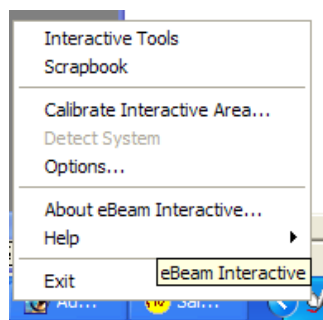 Interactive Tools
Scrapbook
Calibrate Interactive Area...
Detect System
Options...
About eBeam Interactive...
Help
Exit
eBeam Interactive